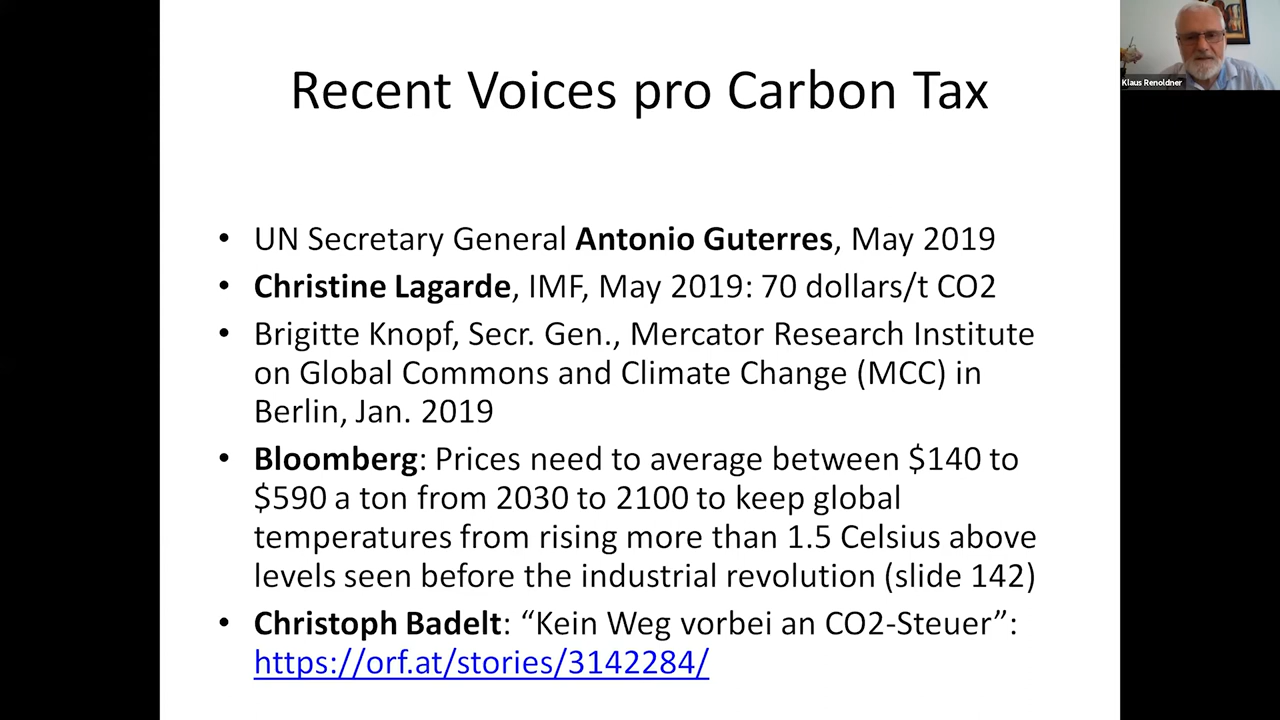 Recent Voices pro Carbon Tax
Klaus Renoldner
• UN Secretary General Antonio Guterres, May 2019
• Christine Lagarde, IMF, May 2019: 70 dollars/t CO2
• Brigitte Knopf, Secr. Gen., Mercator Research Institute
on Global Commons and Climate Change (MCC) in
Berlin, Jan. 2019
• Bloomberg: Prices need to average between $140 to
$590 a ton from 2030 to 2100 to keep global
temperatures from rising more than 1.5 Celsius above
levels seen before the industrial revolution (slide 142)
• Christoph Badelt: “Kein Weg vorbei an CO2-Steuer”:
https://orf.at/stories/3142284/